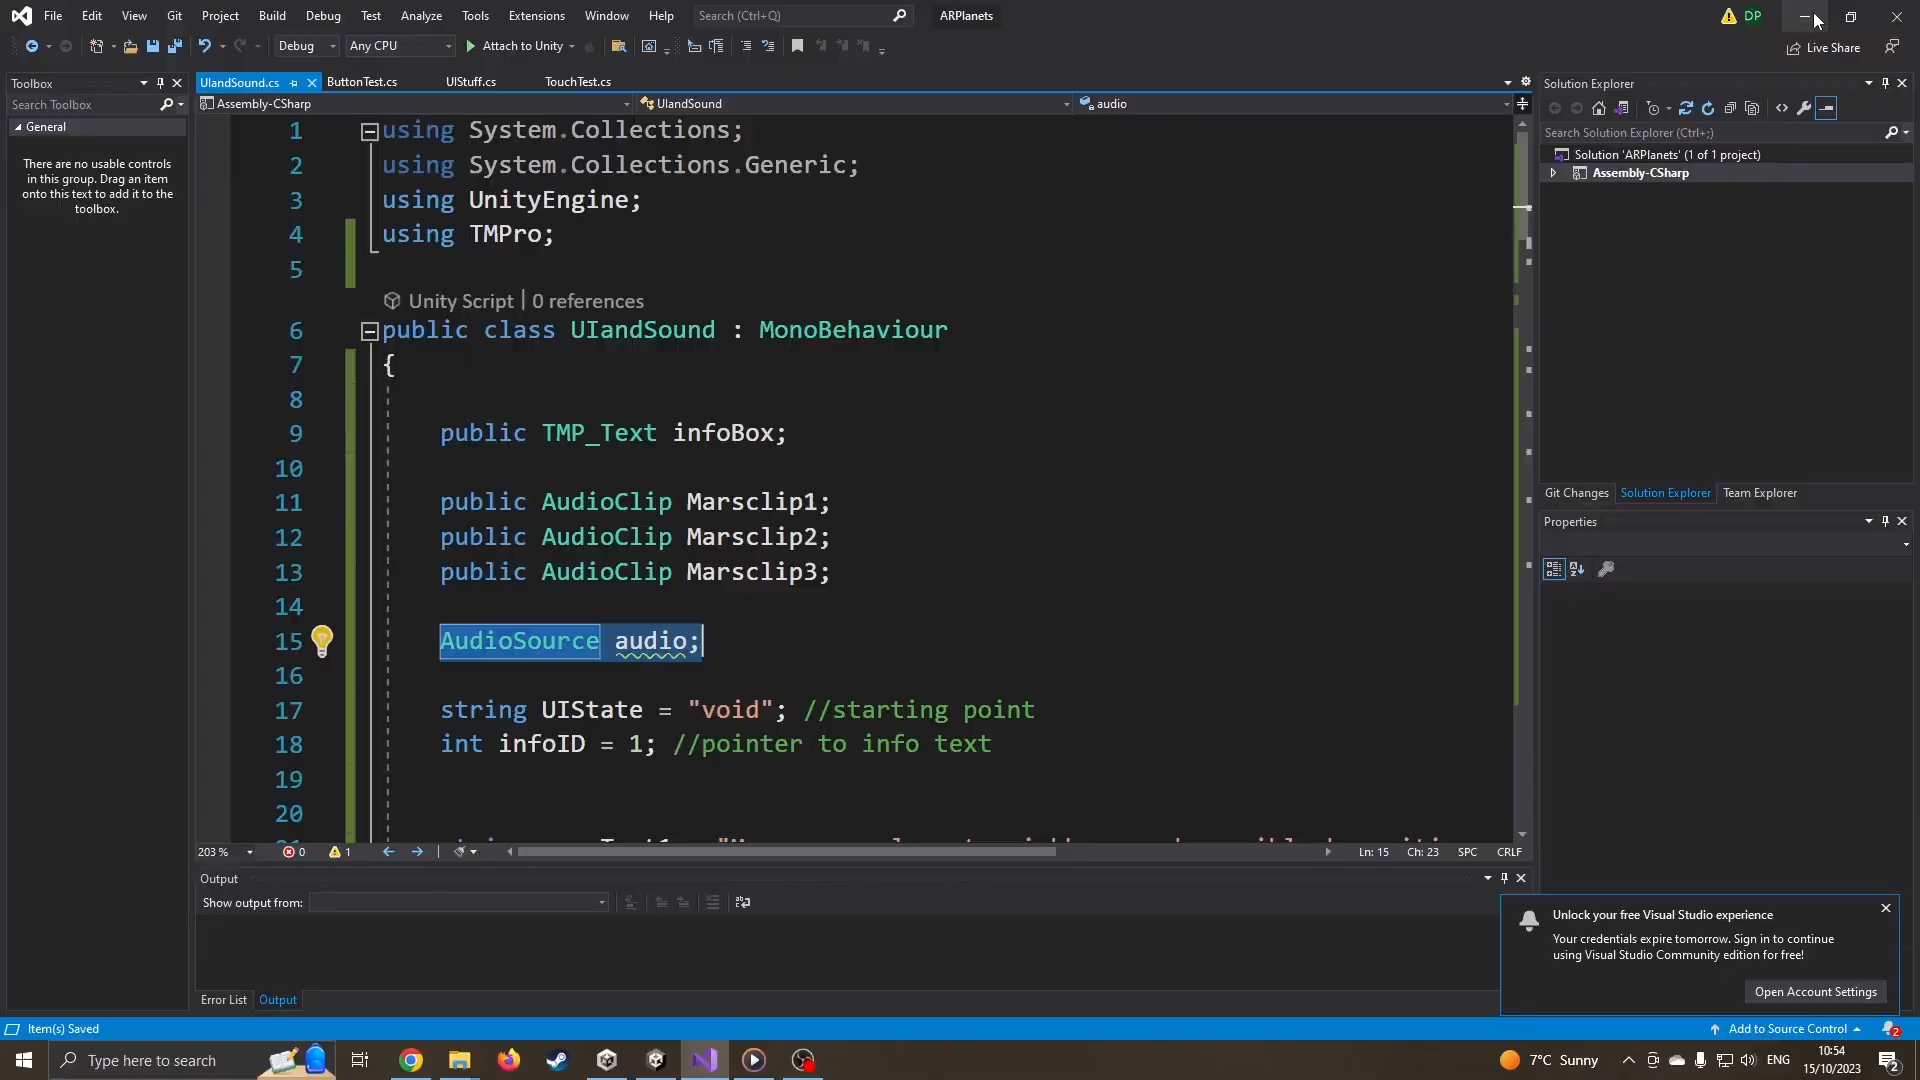 File Edit View Git Project Build Debug Test Analyze Tools Extensions Window Help Search (Ctrl+Q) ARPlanets DP
Debug Any CPU Attach to Unity Live Share
Toolbox
Search Toolbox
General
There are no usable controls
in this group. Drag an item
onto this text to add it to the
toolbox.
UIandSound.cs ButtonTest.cs UIStuff.cs TouchTest.cs
Assembly-CSharp UIandSound audio
1 using System.Collections;
2 using System.Collections.Generic;
3 using UnityEngine;
4 using TMPro;
5
Unity Script | 0 references
6 public class UIandSound : MonoBehaviour
7 {
8
9 public TMP_Text infoBox;
10
11 public AudioClip Marsclip1;
12 public AudioClip Marsclip2;
13 public AudioClip Marsclip3;
14
15 AudioSource audio;
16
17 string UIState = "void"; //starting point
18 int infoID = 1; //pointer to info text
19
20
203 % 0 1 Ln: 15 Ch: 23 SPC CRLF
Output
Show output from:
Error List Output
Solution Explorer
Search Solution Explorer (Ctrl+;)
Solution 'ARPlanets' (1 of 1 project)
Assembly-CSharp
Git Changes Solution Explorer Team Explorer
Properties
Unlock your free Visual Studio experience
Your credentials expire tomorrow. Sign in to continue
using Visual Studio Community edition for free!
Open Account Settings
Item(s) Saved Add to Source Control 2
Type here to search 7°C Sunny ENG 10:54
15/10/2023 2